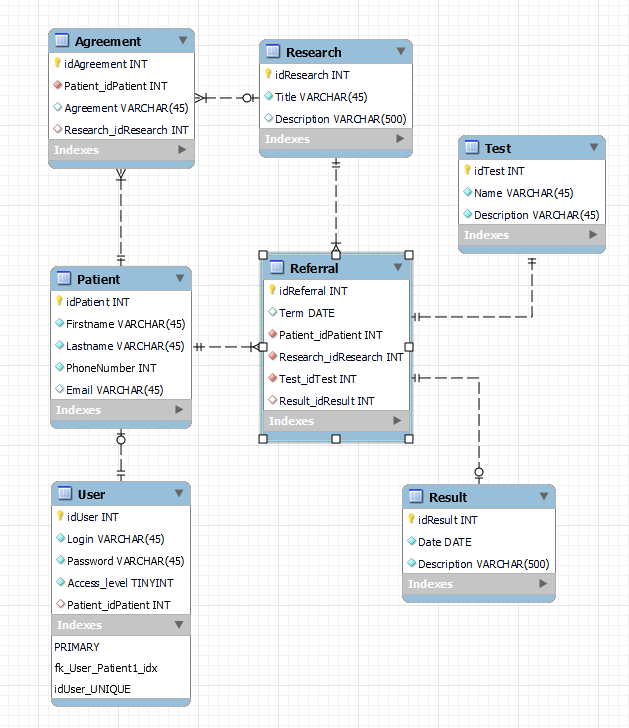 Agreement
idAgreement INT
Patient_idPatient INT
Agreement VARCHAR(45)
Research_idResearch INT
Indexes
Research
idResearch INT
Title VARCHAR(45)
Description VARCHAR(500)
Indexes
Test
idTest INT
Name VARCHAR(45)
Description VARCHAR(45)
Indexes
Patient
idPatient INT
Firstname VARCHAR(45)
Lastname VARCHAR(45)
PhoneNumber INT
Email VARCHAR(45)
Indexes
Referral
idReferral INT
Term DATE
Patient_idPatient INT
Research_idResearch INT
Test_idTest INT
Result_idResult INT
Indexes
User
idUser INT
Login VARCHAR(45)
Password VARCHAR(45)
Access_level TINYINT
Patient_idPatient INT
Indexes
PRIMARY
fk_User_Patient1_idx
idUser_UNIQUE
Result
idResult INT
Date DATE
Description VARCHAR(500)
Indexes